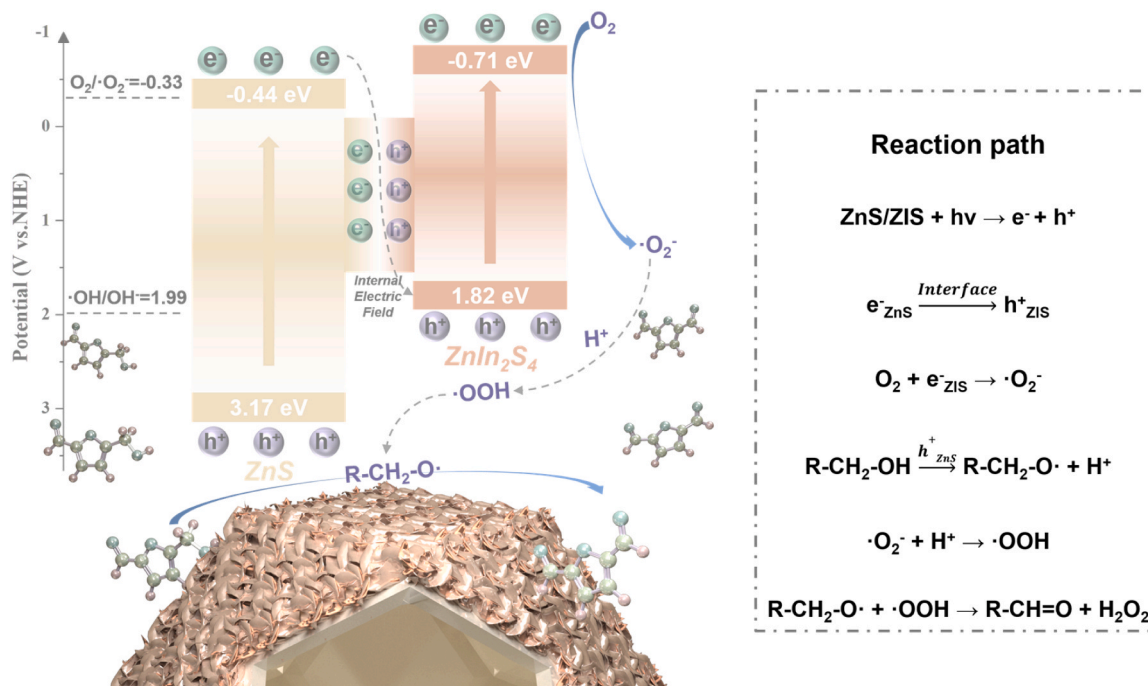 Potential (V vs.NHE)
-1
0
1
2
3
O₂/·O₂⁻=-0.33
·OH/OH⁻=1.99
e⁻ e⁻ e⁻
-0.44 eV
3.17 eV
h⁺ h⁺ h⁺
ZnS
e⁻ h⁺
e⁻ h⁺
e⁻ h⁺
Internal
Electric
Field
e⁻ e⁻ e⁻
-0.71 eV
1.82 eV
h⁺ h⁺ h⁺
ZnIn₂S₄
O₂
·O₂⁻
H⁺
·OOH
R-CH₂-O·
Reaction path
ZnS/ZIS + hν → e⁻ + h⁺
Interface
e⁻ZnS → h⁺ZIS
O₂ + e⁻ZIS → ·O₂⁻
h⁺ZnS
R-CH₂-OH → R-CH₂-O· + H⁺
·O₂⁻ + H⁺ → ·OOH
R-CH₂-O· + ·OOH → R-CH=O + H₂O₂